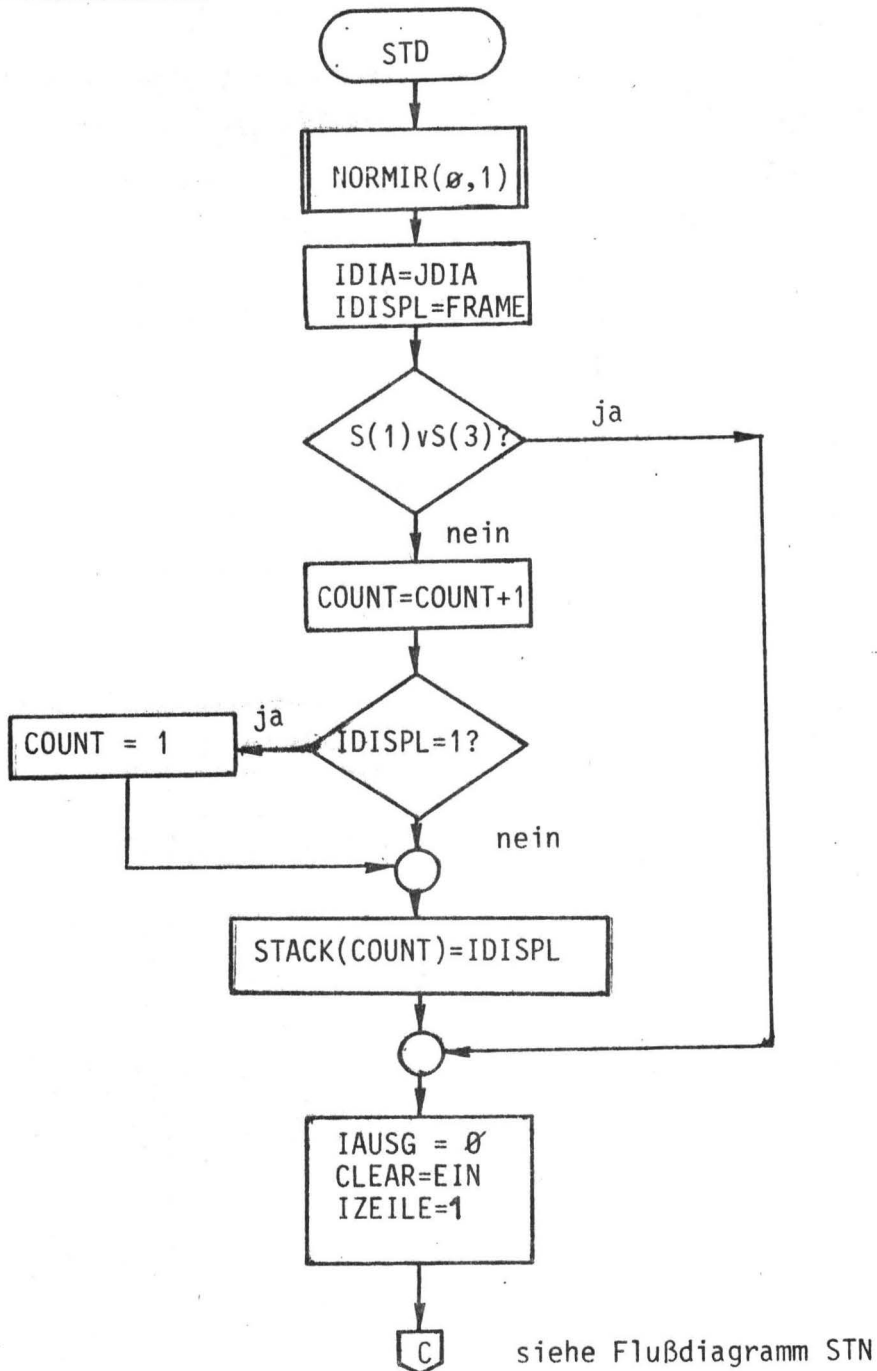 STD
NORMIR(ø,1)
IDIA=JDIA
IDISPL=FRAME
S(1)vS(3)?
ja
nein
COUNT=COUNT+1
IDISPL=1?
ja
COUNT = 1
nein
STACK(COUNT)=IDISPL
IAUSG = Ø
CLEAR=EIN
IZEILE=1
C
siehe Flußdiagramm STN